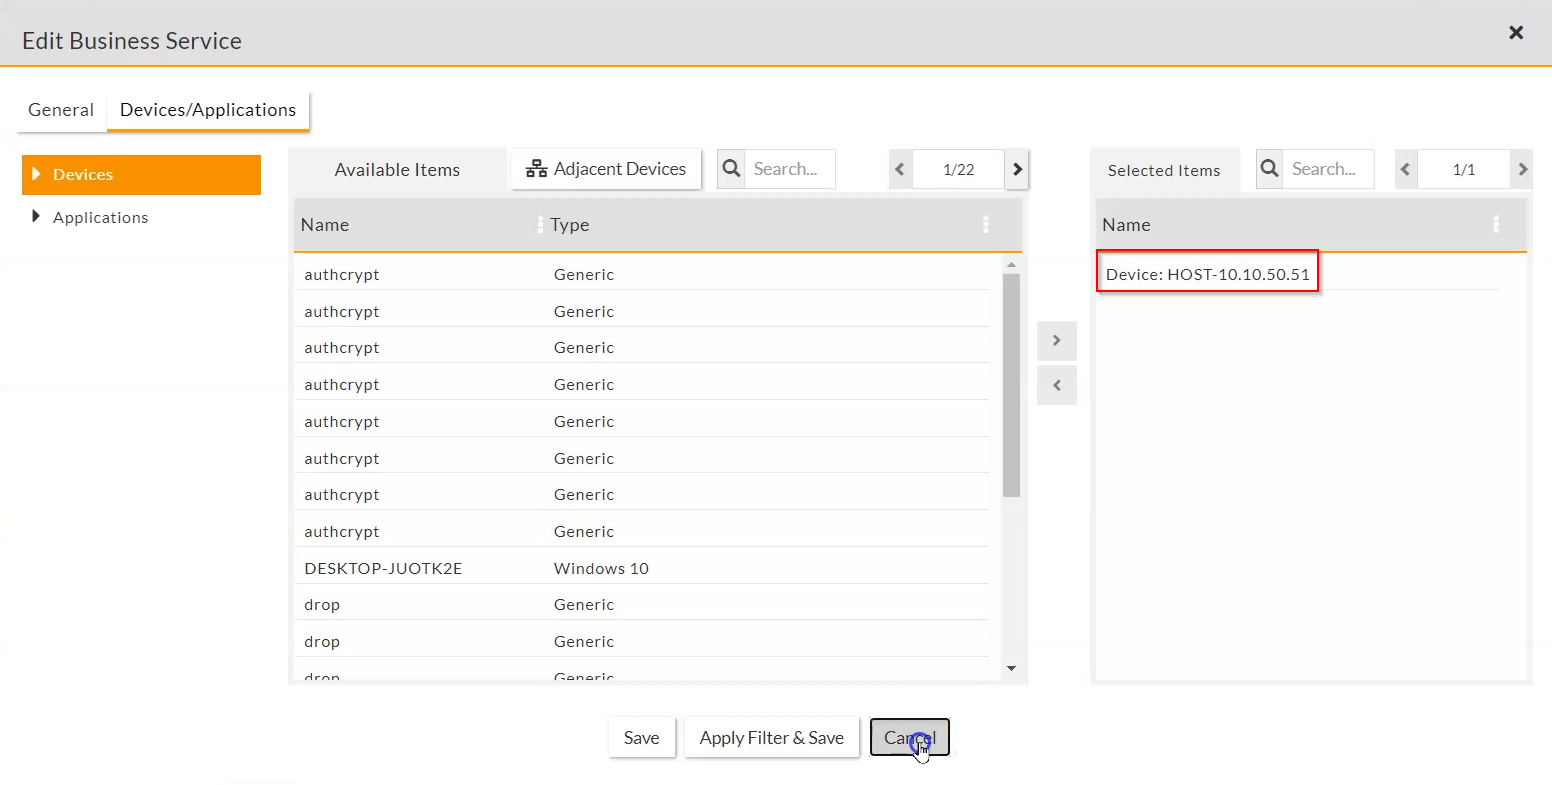 Edit Business Service
General
Devices/Applications
Devices
Applications
Available Items
Adjacent Devices
Search...
1/22
Name
Type
authcrypt Generic
authcrypt Generic
authcrypt Generic
authcrypt Generic
authcrypt Generic
authcrypt Generic
authcrypt Generic
authcrypt Generic
DESKTOP-JUOTK2E Windows 10
drop Generic
drop Generic
drop Generic
Selected Items
Search...
1/1
Name
Device: HOST-10.10.50.51
Save
Apply Filter & Save
Cancel